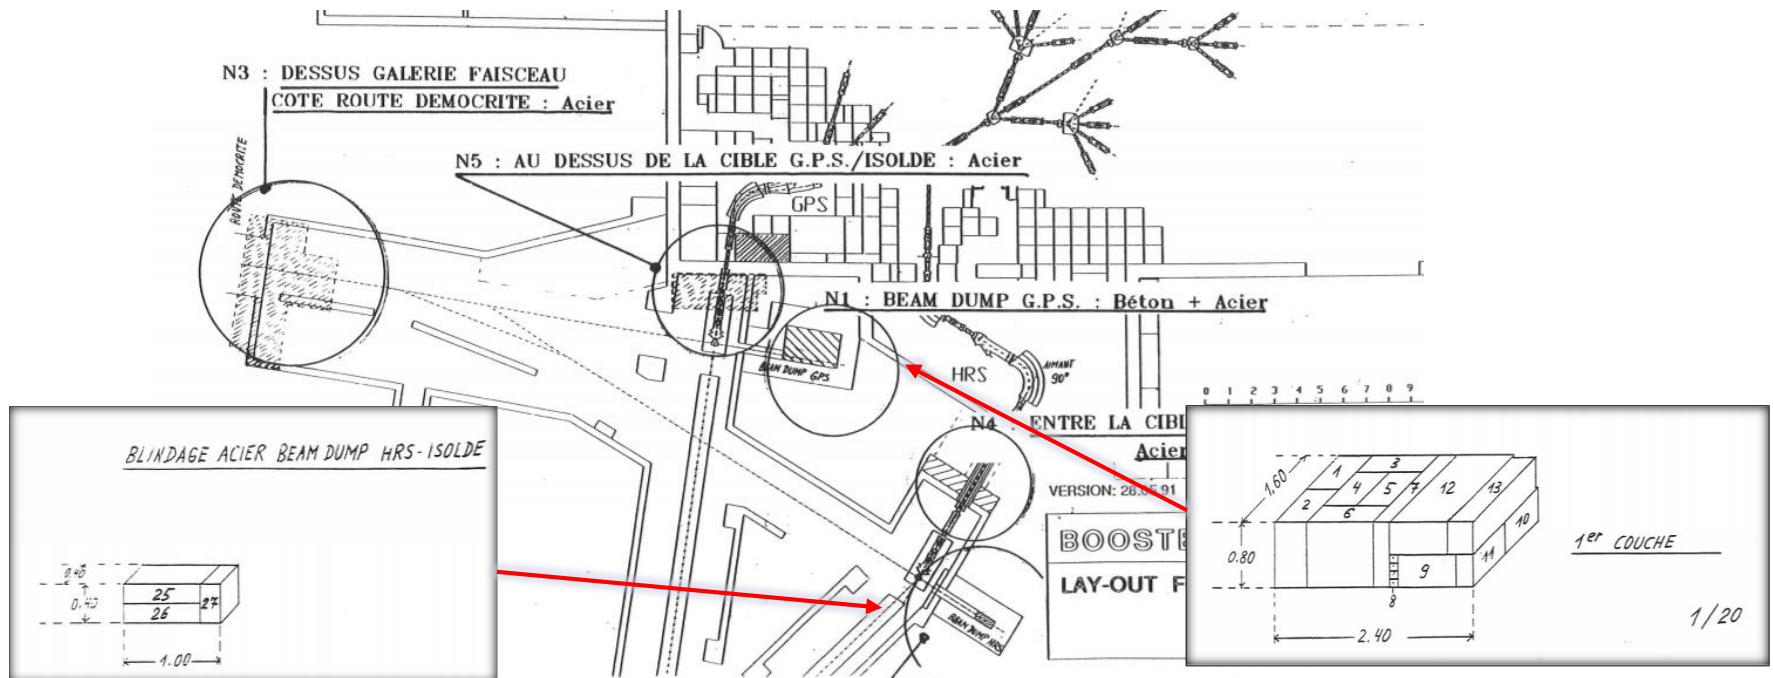 N3 : DESSUS GALERIE FAISCEAU
COTE ROUTE DEMOCRITE : Acier
ROUTE DEMOCRITE
N5 : AU DESSUS DE LA CIBLE G.P.S./ISOLDE : Acier
GPS
N1 : BEAM DUMP G.P.S. : Béton + Acier
BEAM DUMP GPS
HRS
AIMANT
90°
0 1 2 3 4 5 6 7 8 9
N4 : ENTRE LA CIBL
Acier
VERSION: 28.05.91
BOOSTE
LAY-OUT F
BEAM DUMP HRS
BLINDAGE ACIER BEAM DUMP HRS-ISOLDE
0.40
0.40
25
26
27
1.00
1.60
0.80
1
2
3
4
5
6
7
12
13
10
11
9
8
2.40
1er COUCHE
1/20